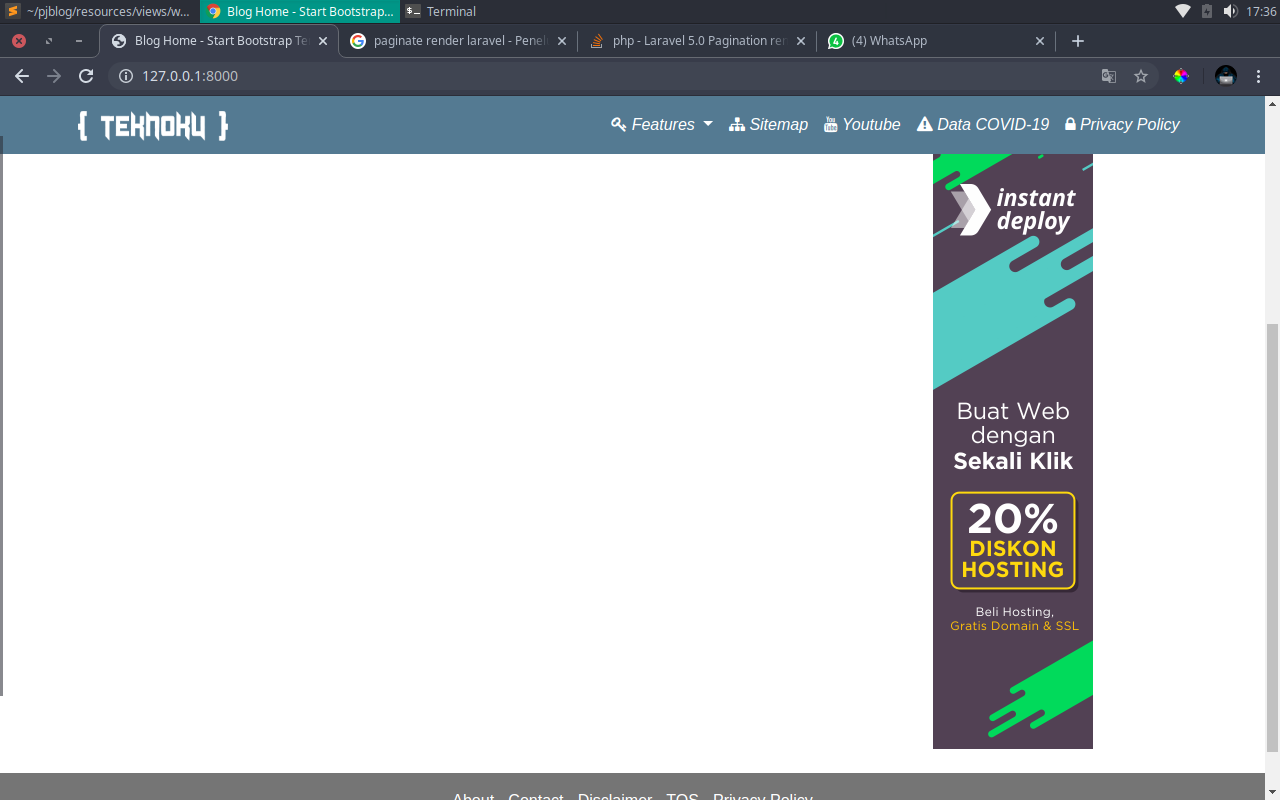 ~/pjblog/resources/views/w...
Blog Home - Start Bootstrap...
Terminal
17:36
Blog Home - Start Bootstrap Te
paginate render laravel - Penel
php - Laravel 5.0 Pagination ren
(4) WhatsApp
127.0.0.1:8000
{ TEKNOKU }
Features
Sitemap
Youtube
Data COVID-19
Privacy Policy
instant
deploy
Buat Web
dengan
Sekali Klik
20%
DISKON
HOSTING
Beli Hosting,
Gratis Domain & SSL
About Contact Disclaimer TOS Privacy Policy